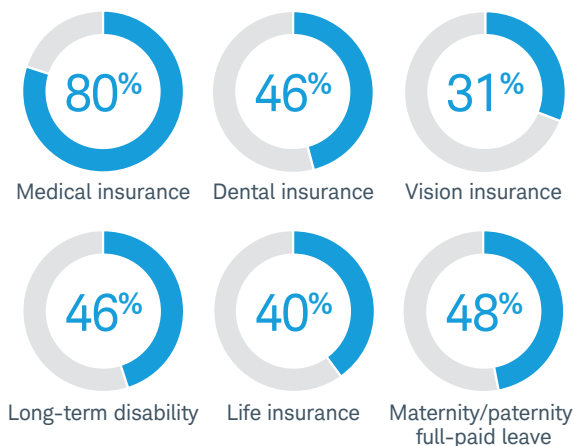 80% 46% 31%
Medical insurance Dental insurance Vision insurance
46% 40% 48%
Long-term disability Life insurance Maternity/paternity
full-paid leave